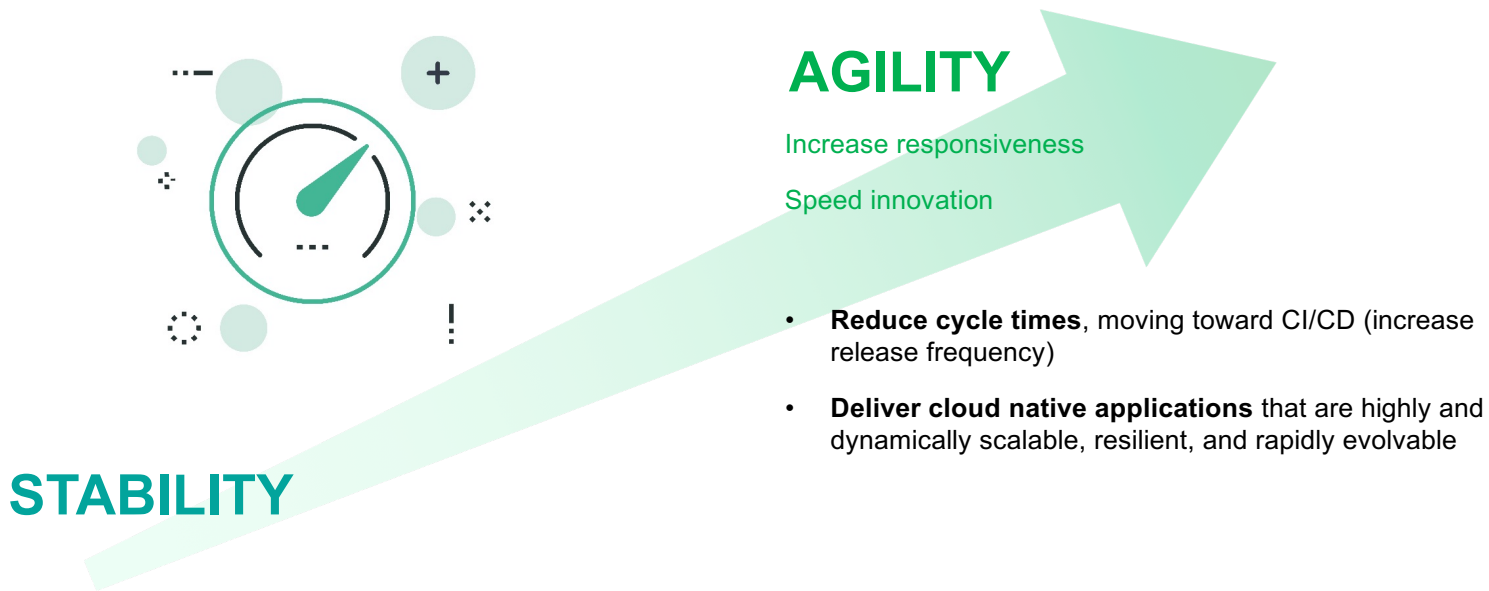 AGILITY
Increase responsiveness
Speed innovation
• Reduce cycle times, moving toward CI/CD (increase
release frequency)
• Deliver cloud native applications that are highly and
dynamically scalable, resilient, and rapidly evolvable
STABILITY